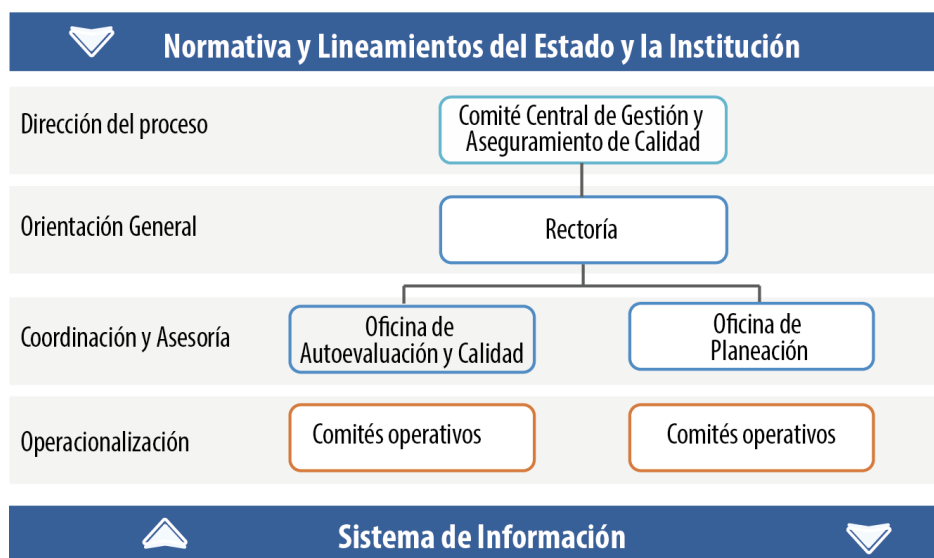 Normativa y Lineamientos del Estado y la Institución
Dirección del proceso
Comité Central de Gestión y
Aseguramiento de Calidad
Orientación General
Rectoría
Coordinación y Asesoría
Oficina de
Autoevaluación y Calidad
Oficina de
Planeación
Operacionalización
Comités operativos
Comités operativos
Sistema de Información